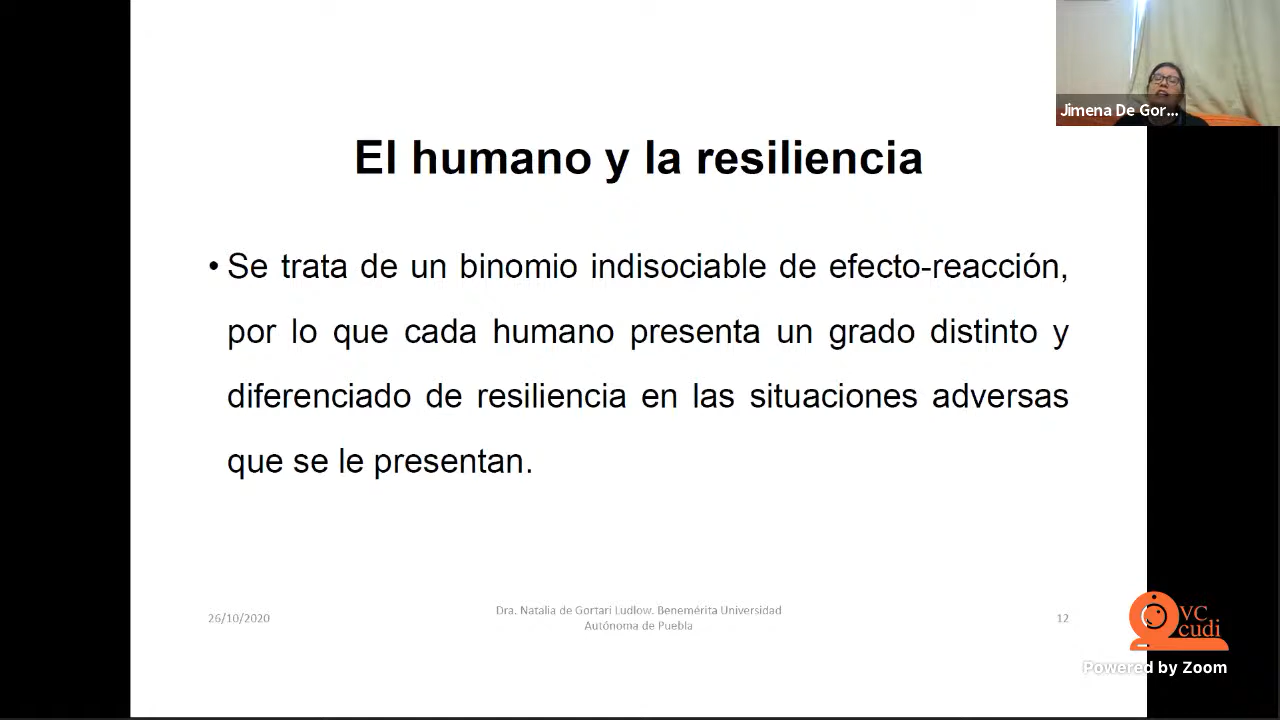 Jimena De Gor...
El humano y la resiliencia
• Se trata de un binomio indisociable de efecto-reacción,
por lo que cada humano presenta un grado distinto y
diferenciado de resiliencia en las situaciones adversas
que se le presentan.
26/10/2020
Dra. Natalia de Gortari Ludlow. Benemérita Universidad
Autónoma de Puebla
12
VC
cudi
Powered by Zoom